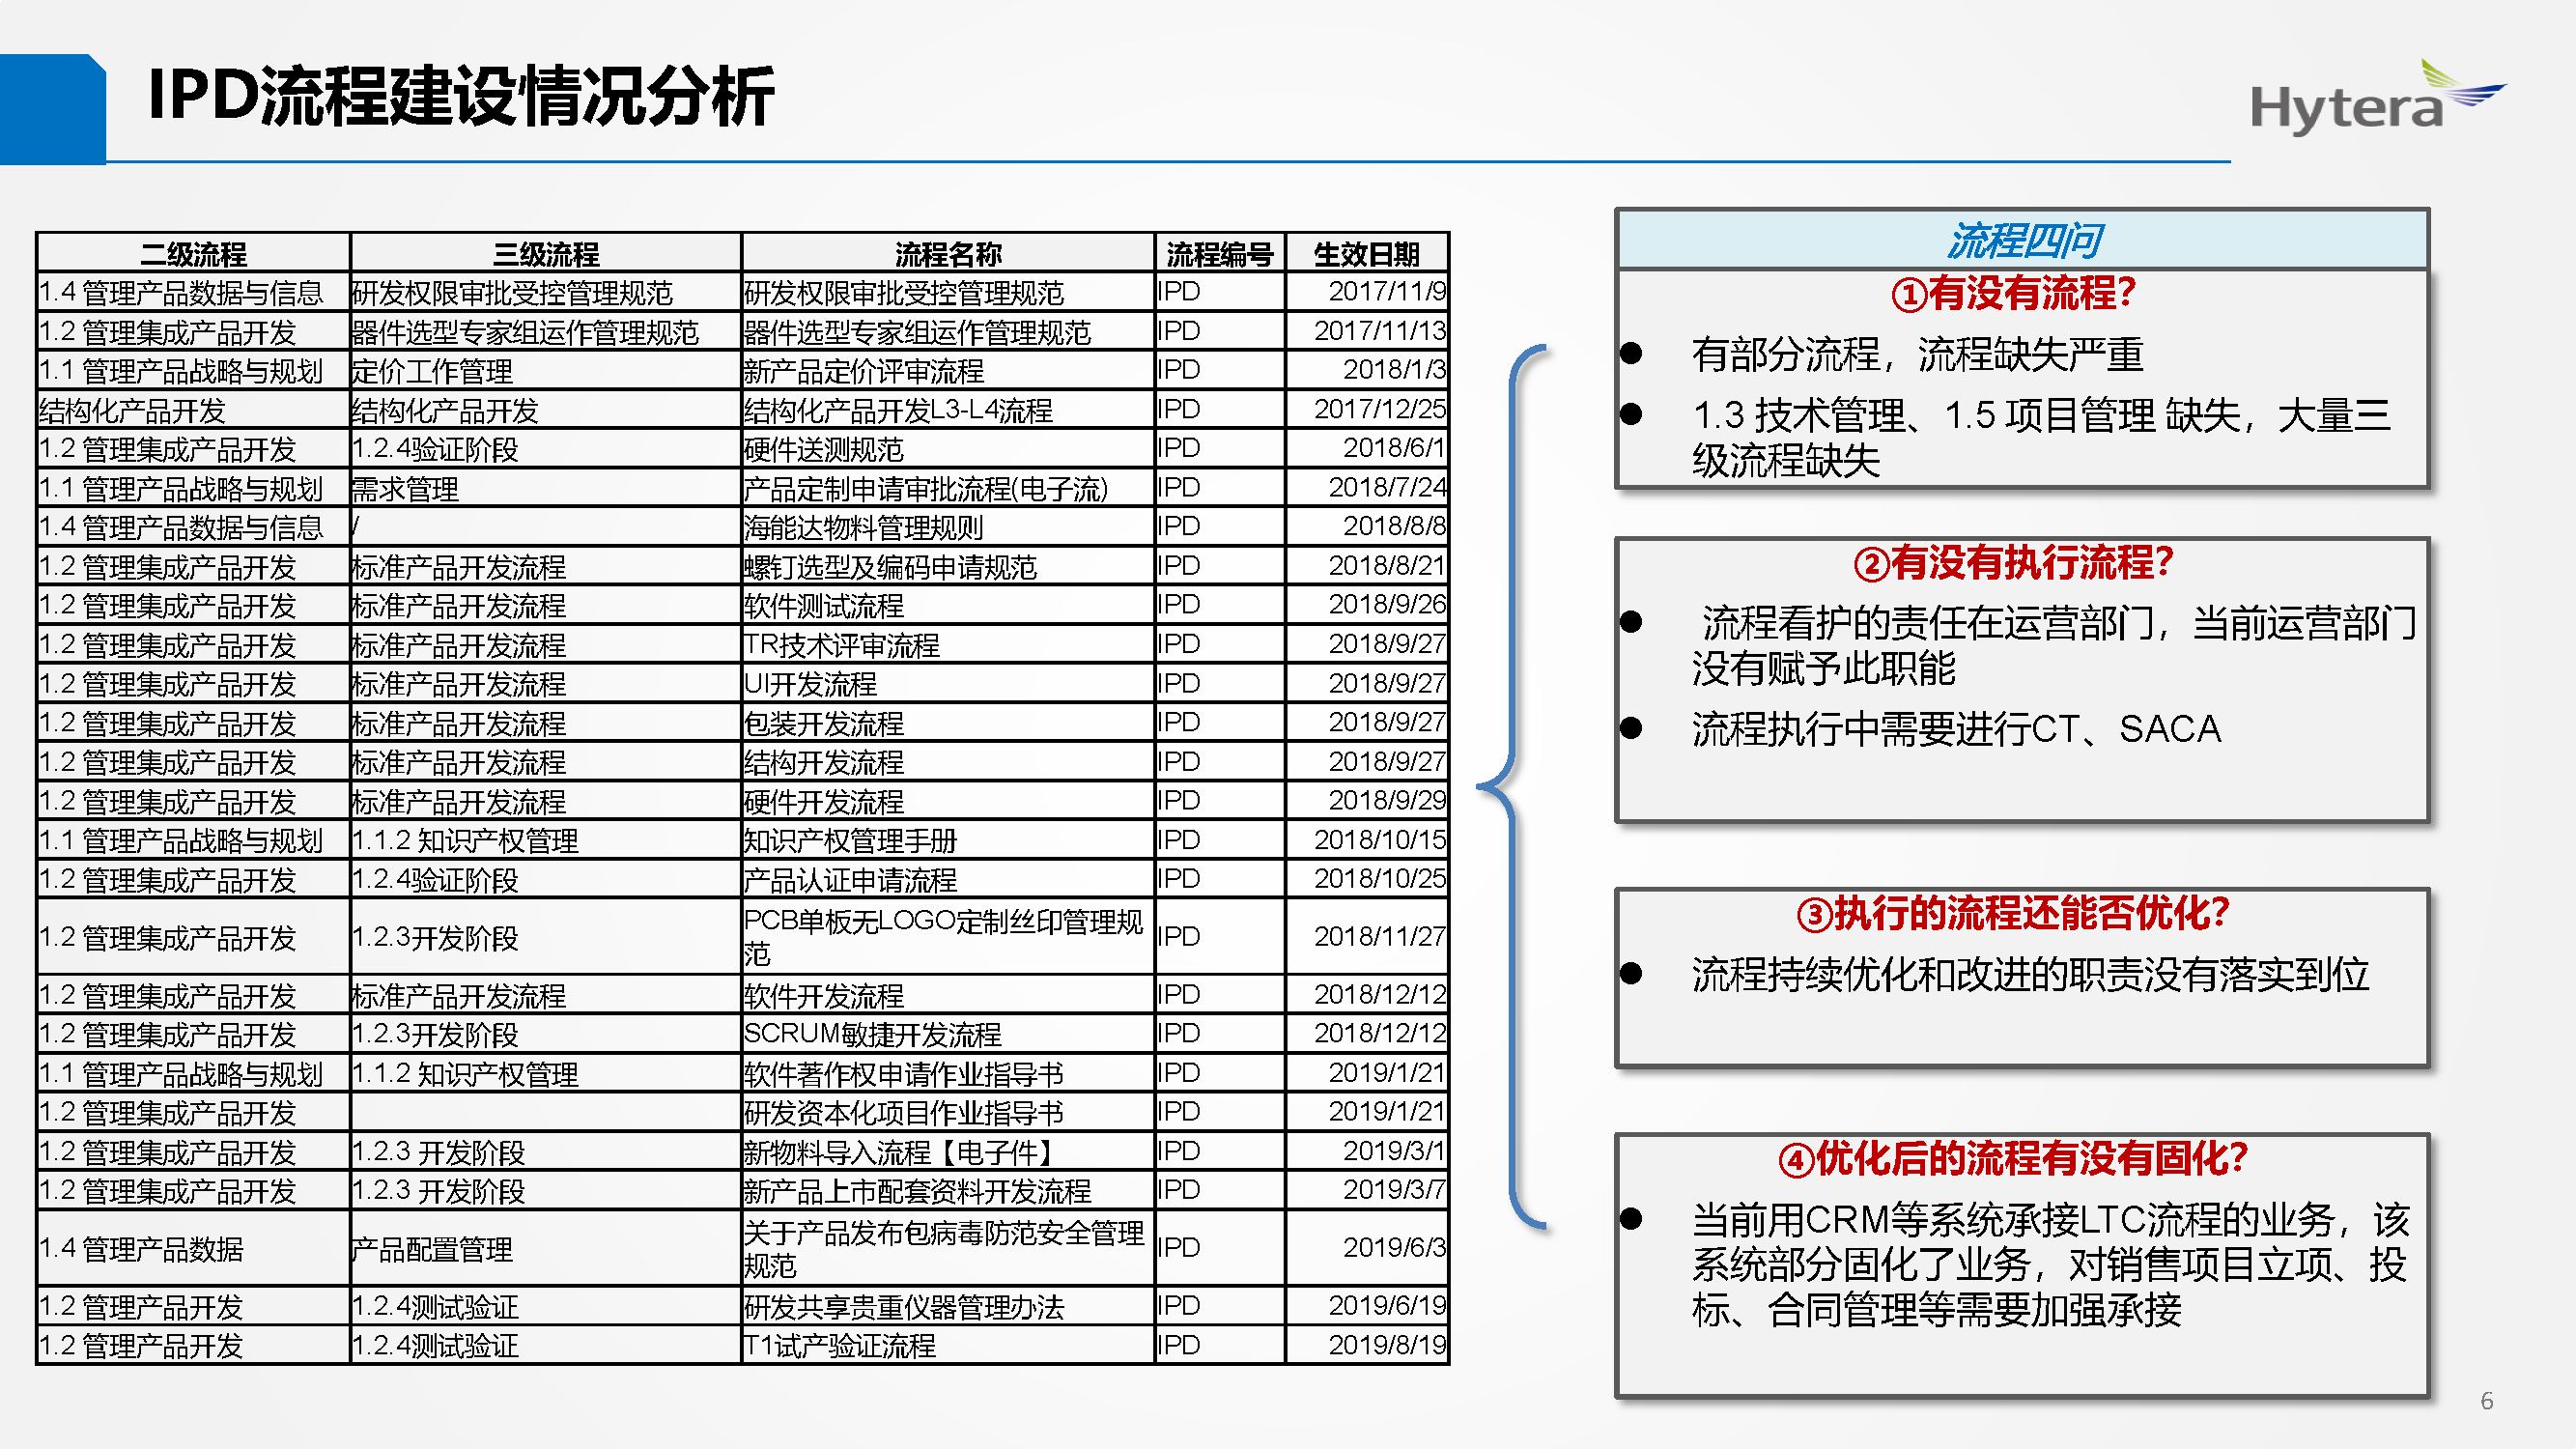 IPD流程建设情况分析
Hytera
二级流程 三级流程 流程名称 流程编号 生效日期
1.4 管理产品数据与信息 研发权限审批受控管理规范 研发权限审批受控管理规范 IPD 2017/11/9
1.2 管理集成产品开发 器件选型专家组运作管理规范 器件选型专家组运作管理规范 IPD 2017/11/13
1.1 管理产品战略与规划 定价工作管理 新产品定价评审流程 IPD 2018/1/3
结构化产品开发 结构化产品开发 结构化产品开发L3-L4流程 IPD 2017/12/25
1.2 管理集成产品开发 1.2.4验证阶段 硬件送测规范 IPD 2018/6/1
1.1 管理产品战略与规划 需求管理 产品定制申请审批流程(电子流) IPD 2018/7/24
1.4 管理产品数据与信息 / 海能达物料管理规则 IPD 2018/8/8
1.2 管理集成产品开发 标准产品开发流程 螺钉选型及编码申请规范 IPD 2018/8/21
1.2 管理集成产品开发 标准产品开发流程 软件测试流程 IPD 2018/9/26
1.2 管理集成产品开发 标准产品开发流程 TR技术评审流程 IPD 2018/9/27
1.2 管理集成产品开发 标准产品开发流程 UI开发流程 IPD 2018/9/27
1.2 管理集成产品开发 标准产品开发流程 包装开发流程 IPD 2018/9/27
1.2 管理集成产品开发 标准产品开发流程 结构开发流程 IPD 2018/9/27
1.2 管理集成产品开发 标准产品开发流程 硬件开发流程 IPD 2018/9/29
1.1 管理产品战略与规划 1.1.2 知识产权管理 知识产权管理手册 IPD 2018/10/15
1.2 管理集成产品开发 1.2.4验证阶段 产品认证申请流程 IPD 2018/10/25
1.2 管理集成产品开发 1.2.3开发阶段 PCB单板无LOGO定制丝印管理规
范 IPD 2018/11/27
1.2 管理集成产品开发 标准产品开发流程 软件开发流程 IPD 2018/12/12
1.2 管理集成产品开发 1.2.3开发阶段 SCRUM敏捷开发流程 IPD 2018/12/12
1.1 管理产品战略与规划 1.1.2 知识产权管理 软件著作权申请作业指导书 IPD 2019/1/21
1.2 管理集成产品开发 研发资本化项目作业指导书 IPD 2019/1/21
1.2 管理集成产品开发 1.2.3 开发阶段 新物料导入流程【电子件】 IPD 2019/3/1
1.2 管理集成产品开发 1.2.3 开发阶段 新产品上市配套资料开发流程 IPD 2019/3/7
1.4 管理产品数据 产品配置管理 关于产品发布包病毒防范安全管理
规范 IPD 2019/6/3
1.2 管理产品开发 1.2.4测试验证 研发共享贵重仪器管理办法 IPD 2019/6/19
1.2 管理产品开发 1.2.4测试验证 T1试产验证流程 IPD 2019/8/19
流程四问
①有没有流程?
● 有部分流程，流程缺失严重
● 1.3 技术管理、1.5 项目管理 缺失，大量三
级流程缺失
②有没有执行流程?
● 流程看护的责任在运营部门，当前运营部门
没有赋予此职能
● 流程执行中需要进行CT、SACA
③执行的流程还能否优化?
● 流程持续优化和改进的职责没有落实到位
④优化后的流程有没有固化?
● 当前用CRM等系统承接LTC流程的业务，该
系统部分固化了业务，对销售项目立项、投
标、合同管理等需要加强承接
6